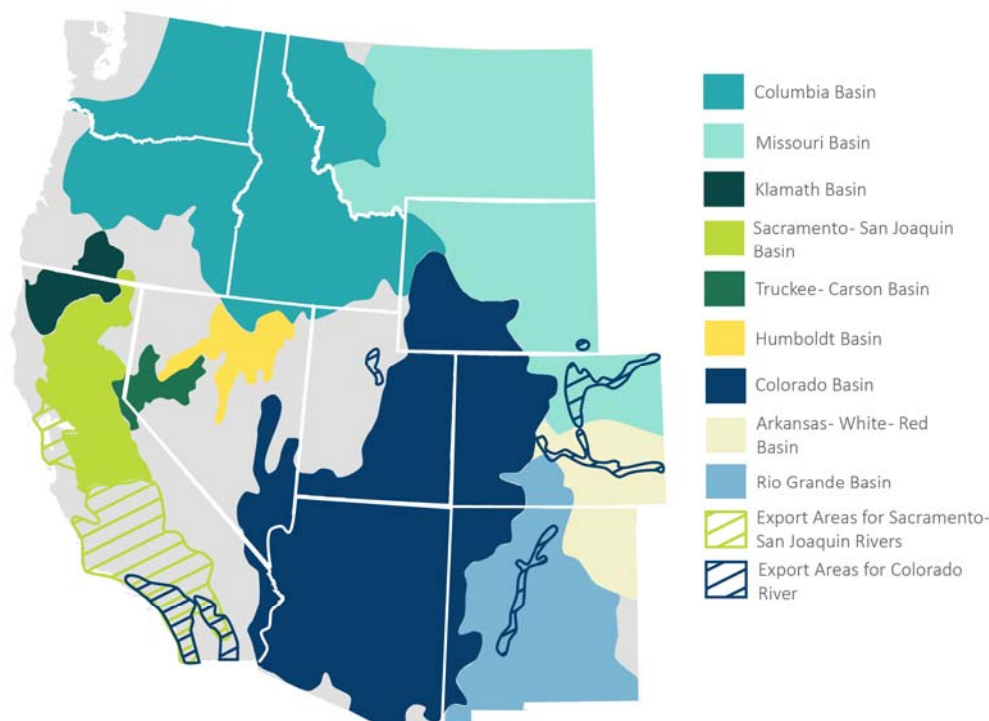 Columbia Basin
Missouri Basin
Klamath Basin
Sacramento- San Joaquin
Basin
Truckee- Carson Basin
Humboldt Basin
Colorado Basin
Arkansas- White- Red
Basin
Rio Grande Basin
Export Areas for Sacramento-
San Joaquin Rivers
Export Areas for Colorado
River